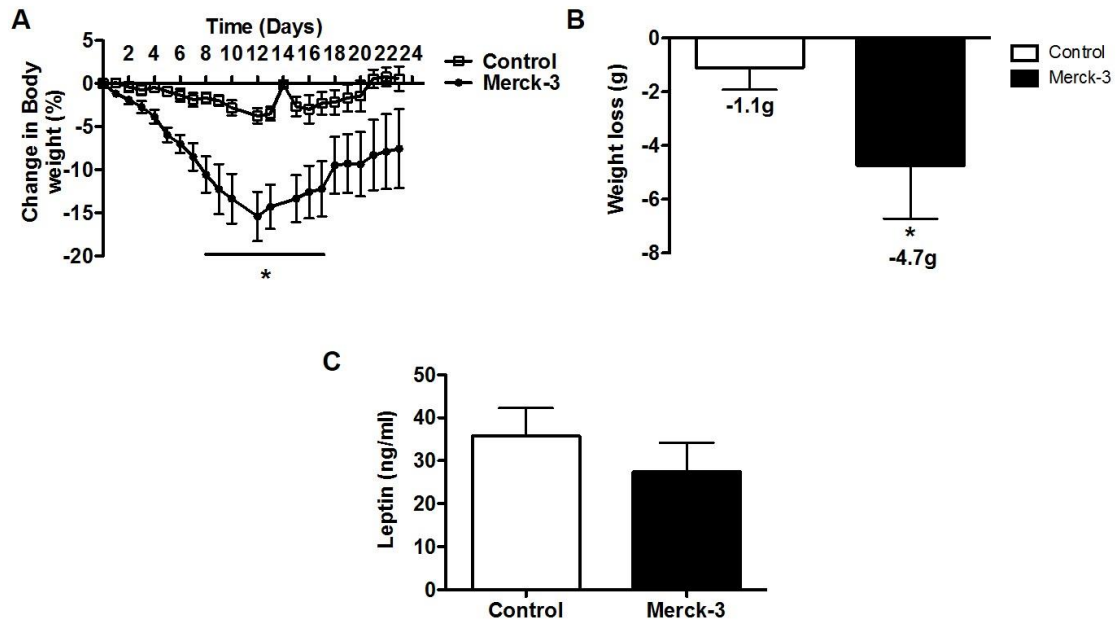 A
Time (Days)
2 4 6 8 10 12 14 16 18 20 22 24
5
0
-5
-10
-15
-20
Change in Body
weight (%)
Control
Merck-3
*
B
0
-2
-4
-6
-8
Weight loss (g)
-1.1g
*
-4.7g
Control
Merck-3
C
50
40
30
20
10
0
Leptin (ng/ml)
Control Merck-3